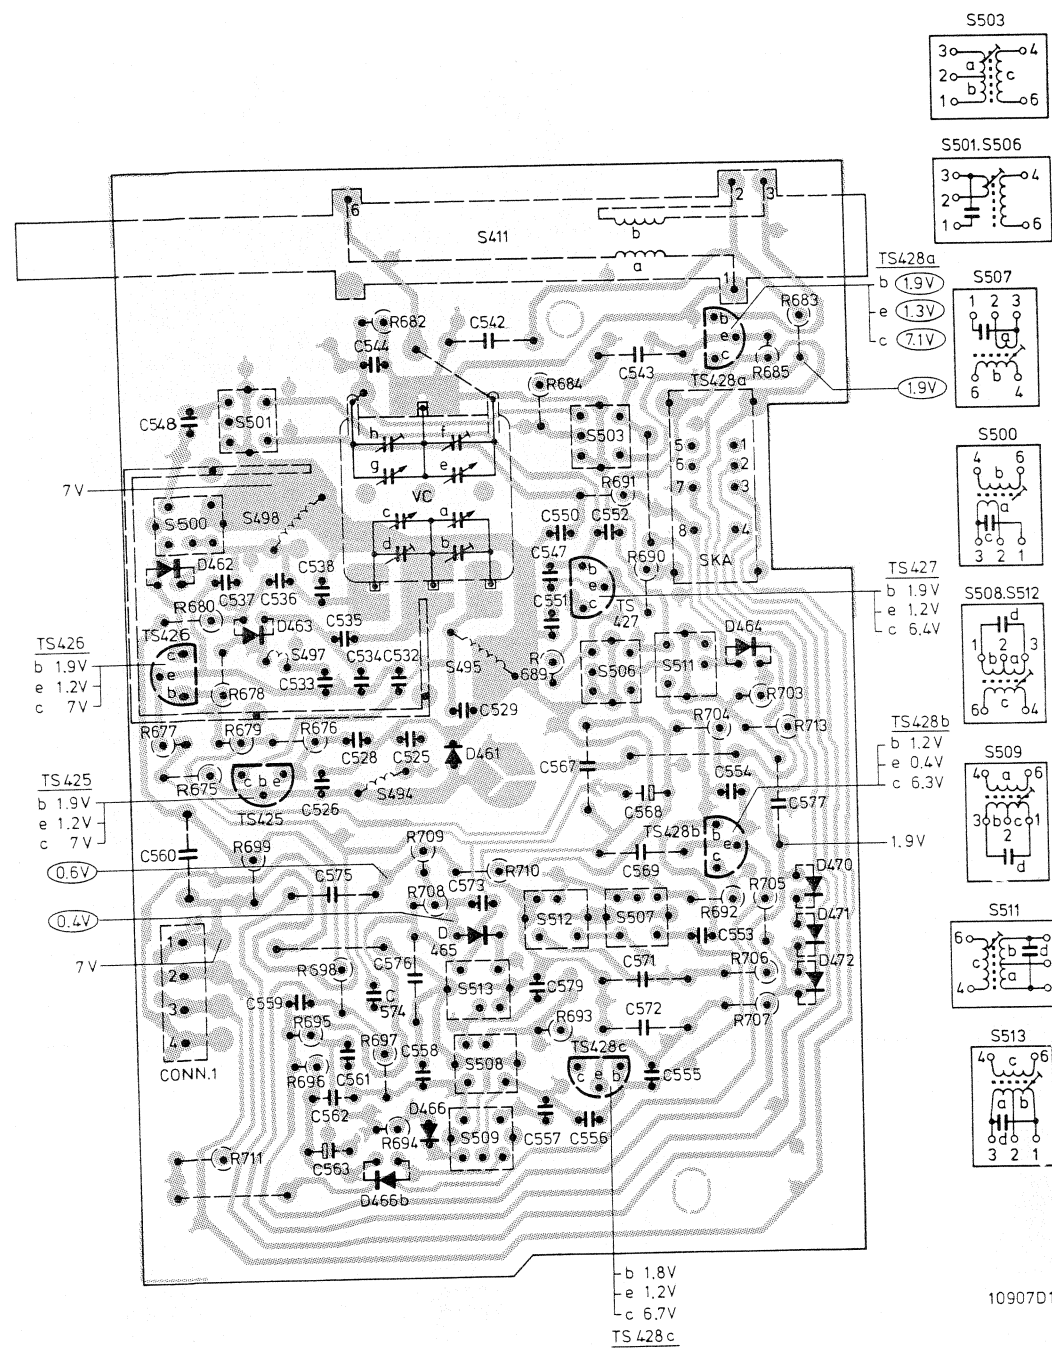 S503
3 4
a
2 c
b
1 6
S501.S506
3 4
2
1 6
S507
1 2 3
a
b
6 4
S500
4 6
b
a
c
3 2 1
S508.S512
d
1 2 3
b a
c
6 4
S509
4 a 6
3 b c 1
2
d
S511
6
b d
c
a
4
S513
4 c 6
a b
d
3 2 1
10907D1
6
S411
b
a
2 3
1
TS428a
b 1.9V
e 1.3V
c 7.1V
1.9V
R682
C542
C544
C543
R683
b
e
c
R685
TS428a
R684
C548
S501
S503
h f
g e
VC
c a
d b
5 1
6 2
7 3
8 4
SKA
7V
S498
S500
R691
C550 C552
C547
R690
D462
C538
C537 C536
C551
b
e
c
TS
427
TS427
b 1.9V
e 1.2V
c 6.4V
R680
D463
C535
TS426
c
e
b
TS426
b 1.9V
e 1.2V
c 7V
S497
C534 C532
C533
S495
R
689
S506
S511
D464
R678
C529
R703
R677
R679
R676
C528
C525
D461
R704
R713
TS428b
b 1.2V
e 0.4V
c 6.3V
C567
C554
C577
R675
c b e
C526
S494
C568
TS425
TS425
b 1.9V
e 1.2V
c 7V
TS428b
b
e
c
1.9V
C560
R699
R709
C569
0.6V
C575
R708
C573
R710
R692
R705
D470
0.4V
D
465
S512
S507
C553
D471
7V
1
2
3
4
CONN.1
R698
C576
S513
C579
C571
R706
D472
C559
C
574
C572
R707
R695
R693
R697
C558
S508
TS428c
c e b
C555
R696
C561
C562
D466
C557
C556
R694
S509
C563
R711
D466b
b 1.8V
e 1.2V
c 6.7V
TS428c